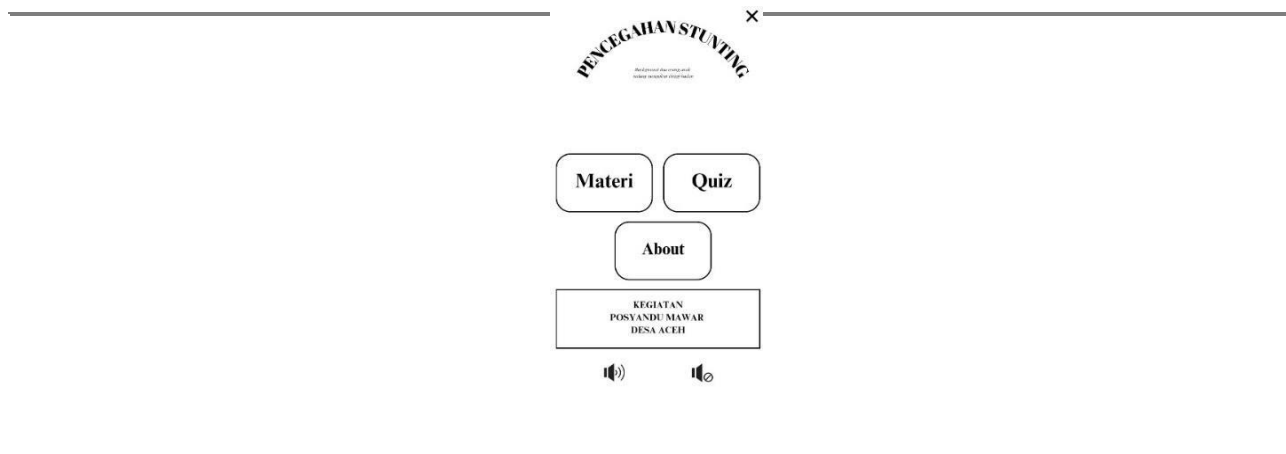 PENCEGAHAN STUNTING
Materi
Quiz
About
KEGIATAN
POSYANDU MAWAR
DESA ACEH